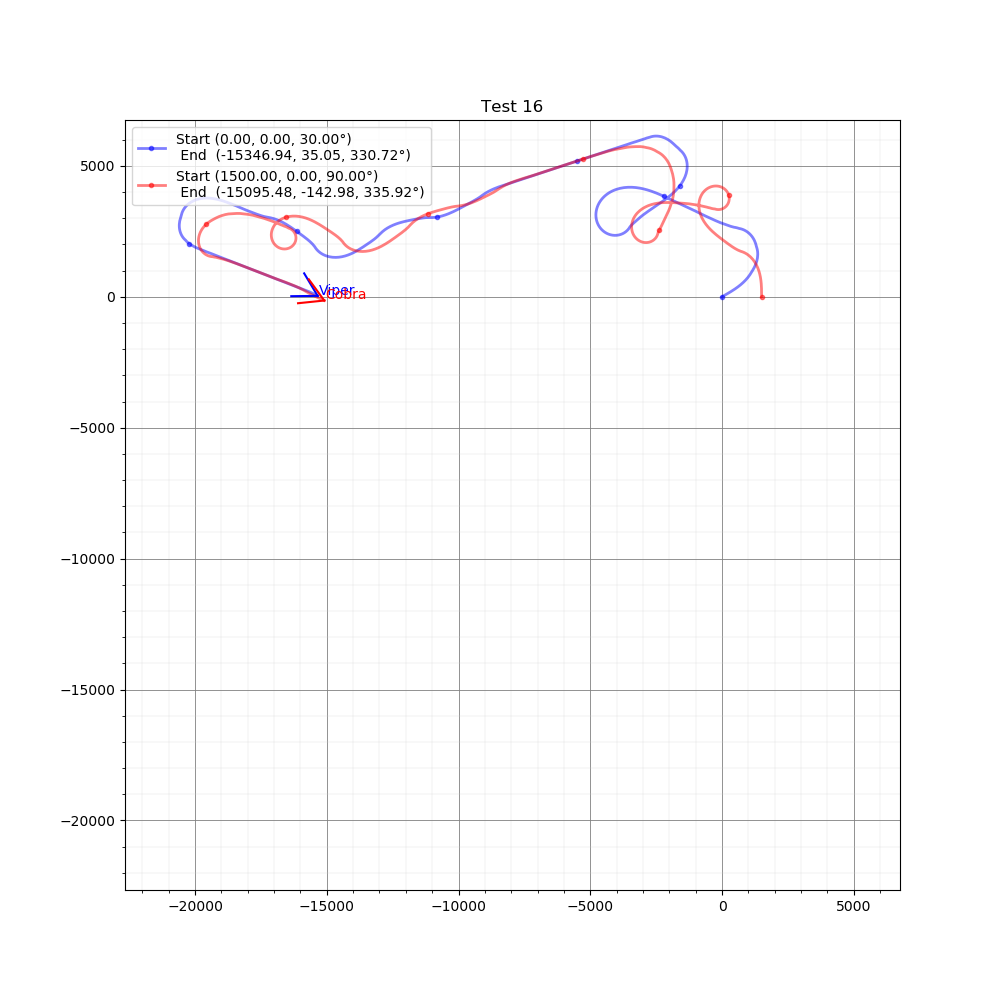 Test 16
Start (0.00, 0.00, 30.00°)
End (-15346.94, 35.05, 330.72°)
Start (1500.00, 0.00, 90.00°)
End (-15095.48, -142.98, 335.92°)
5000
0
−5000
−10000
−15000
−20000
Viper
Cobra
−20000
−15000
−10000
−5000
0
5000